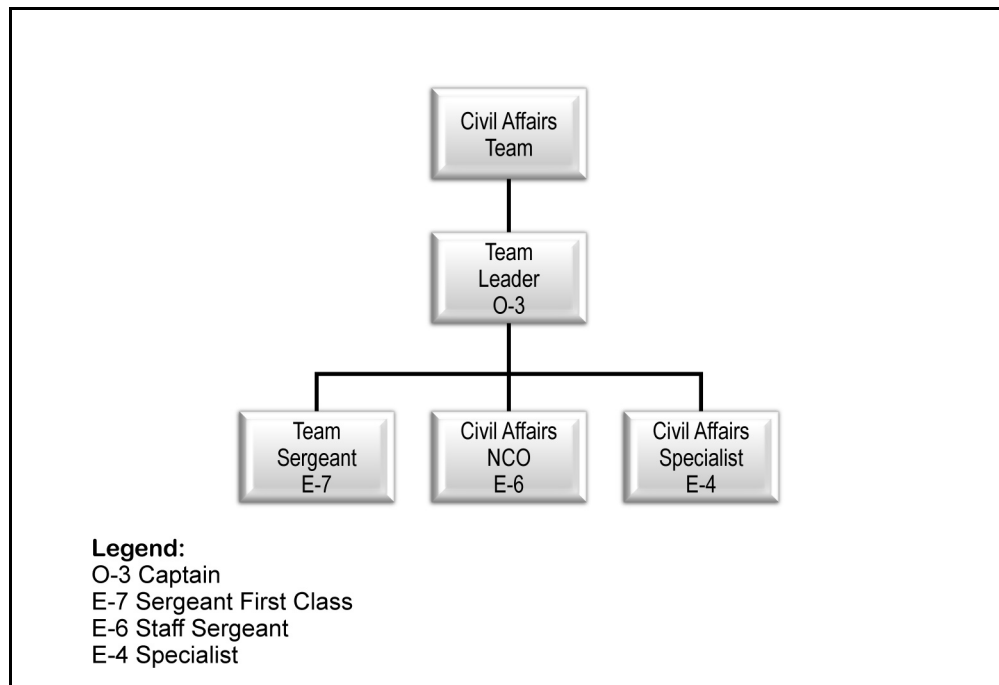 Civil Affairs
Team
Team
Leader
O-3
Team
Sergeant
E-7
Civil Affairs
NCO
E-6
Civil Affairs
Specialist
E-4
Legend:
O-3 Captain
E-7 Sergeant First Class
E-6 Staff Sergeant
E-4 Specialist